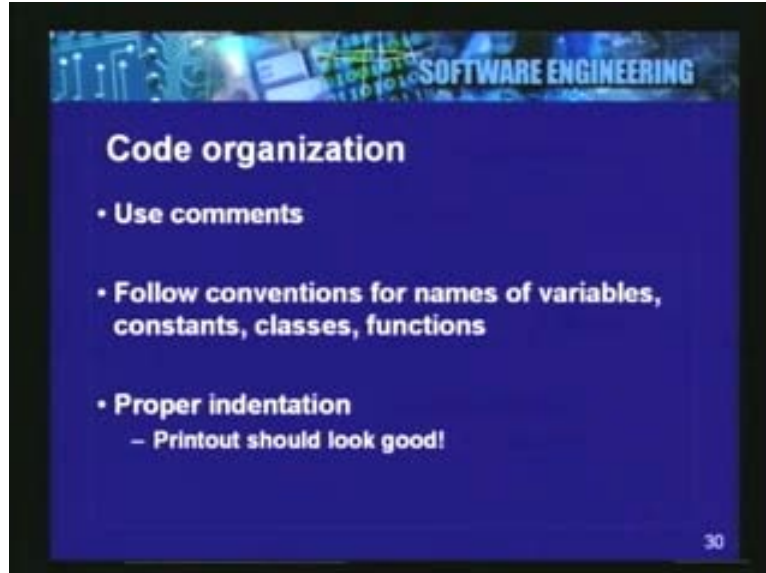 SOFTWARE ENGINEERING
Code organization
• Use comments
• Follow conventions for names of variables,
constants, classes, functions
• Proper indentation
– Printout should look good!
30